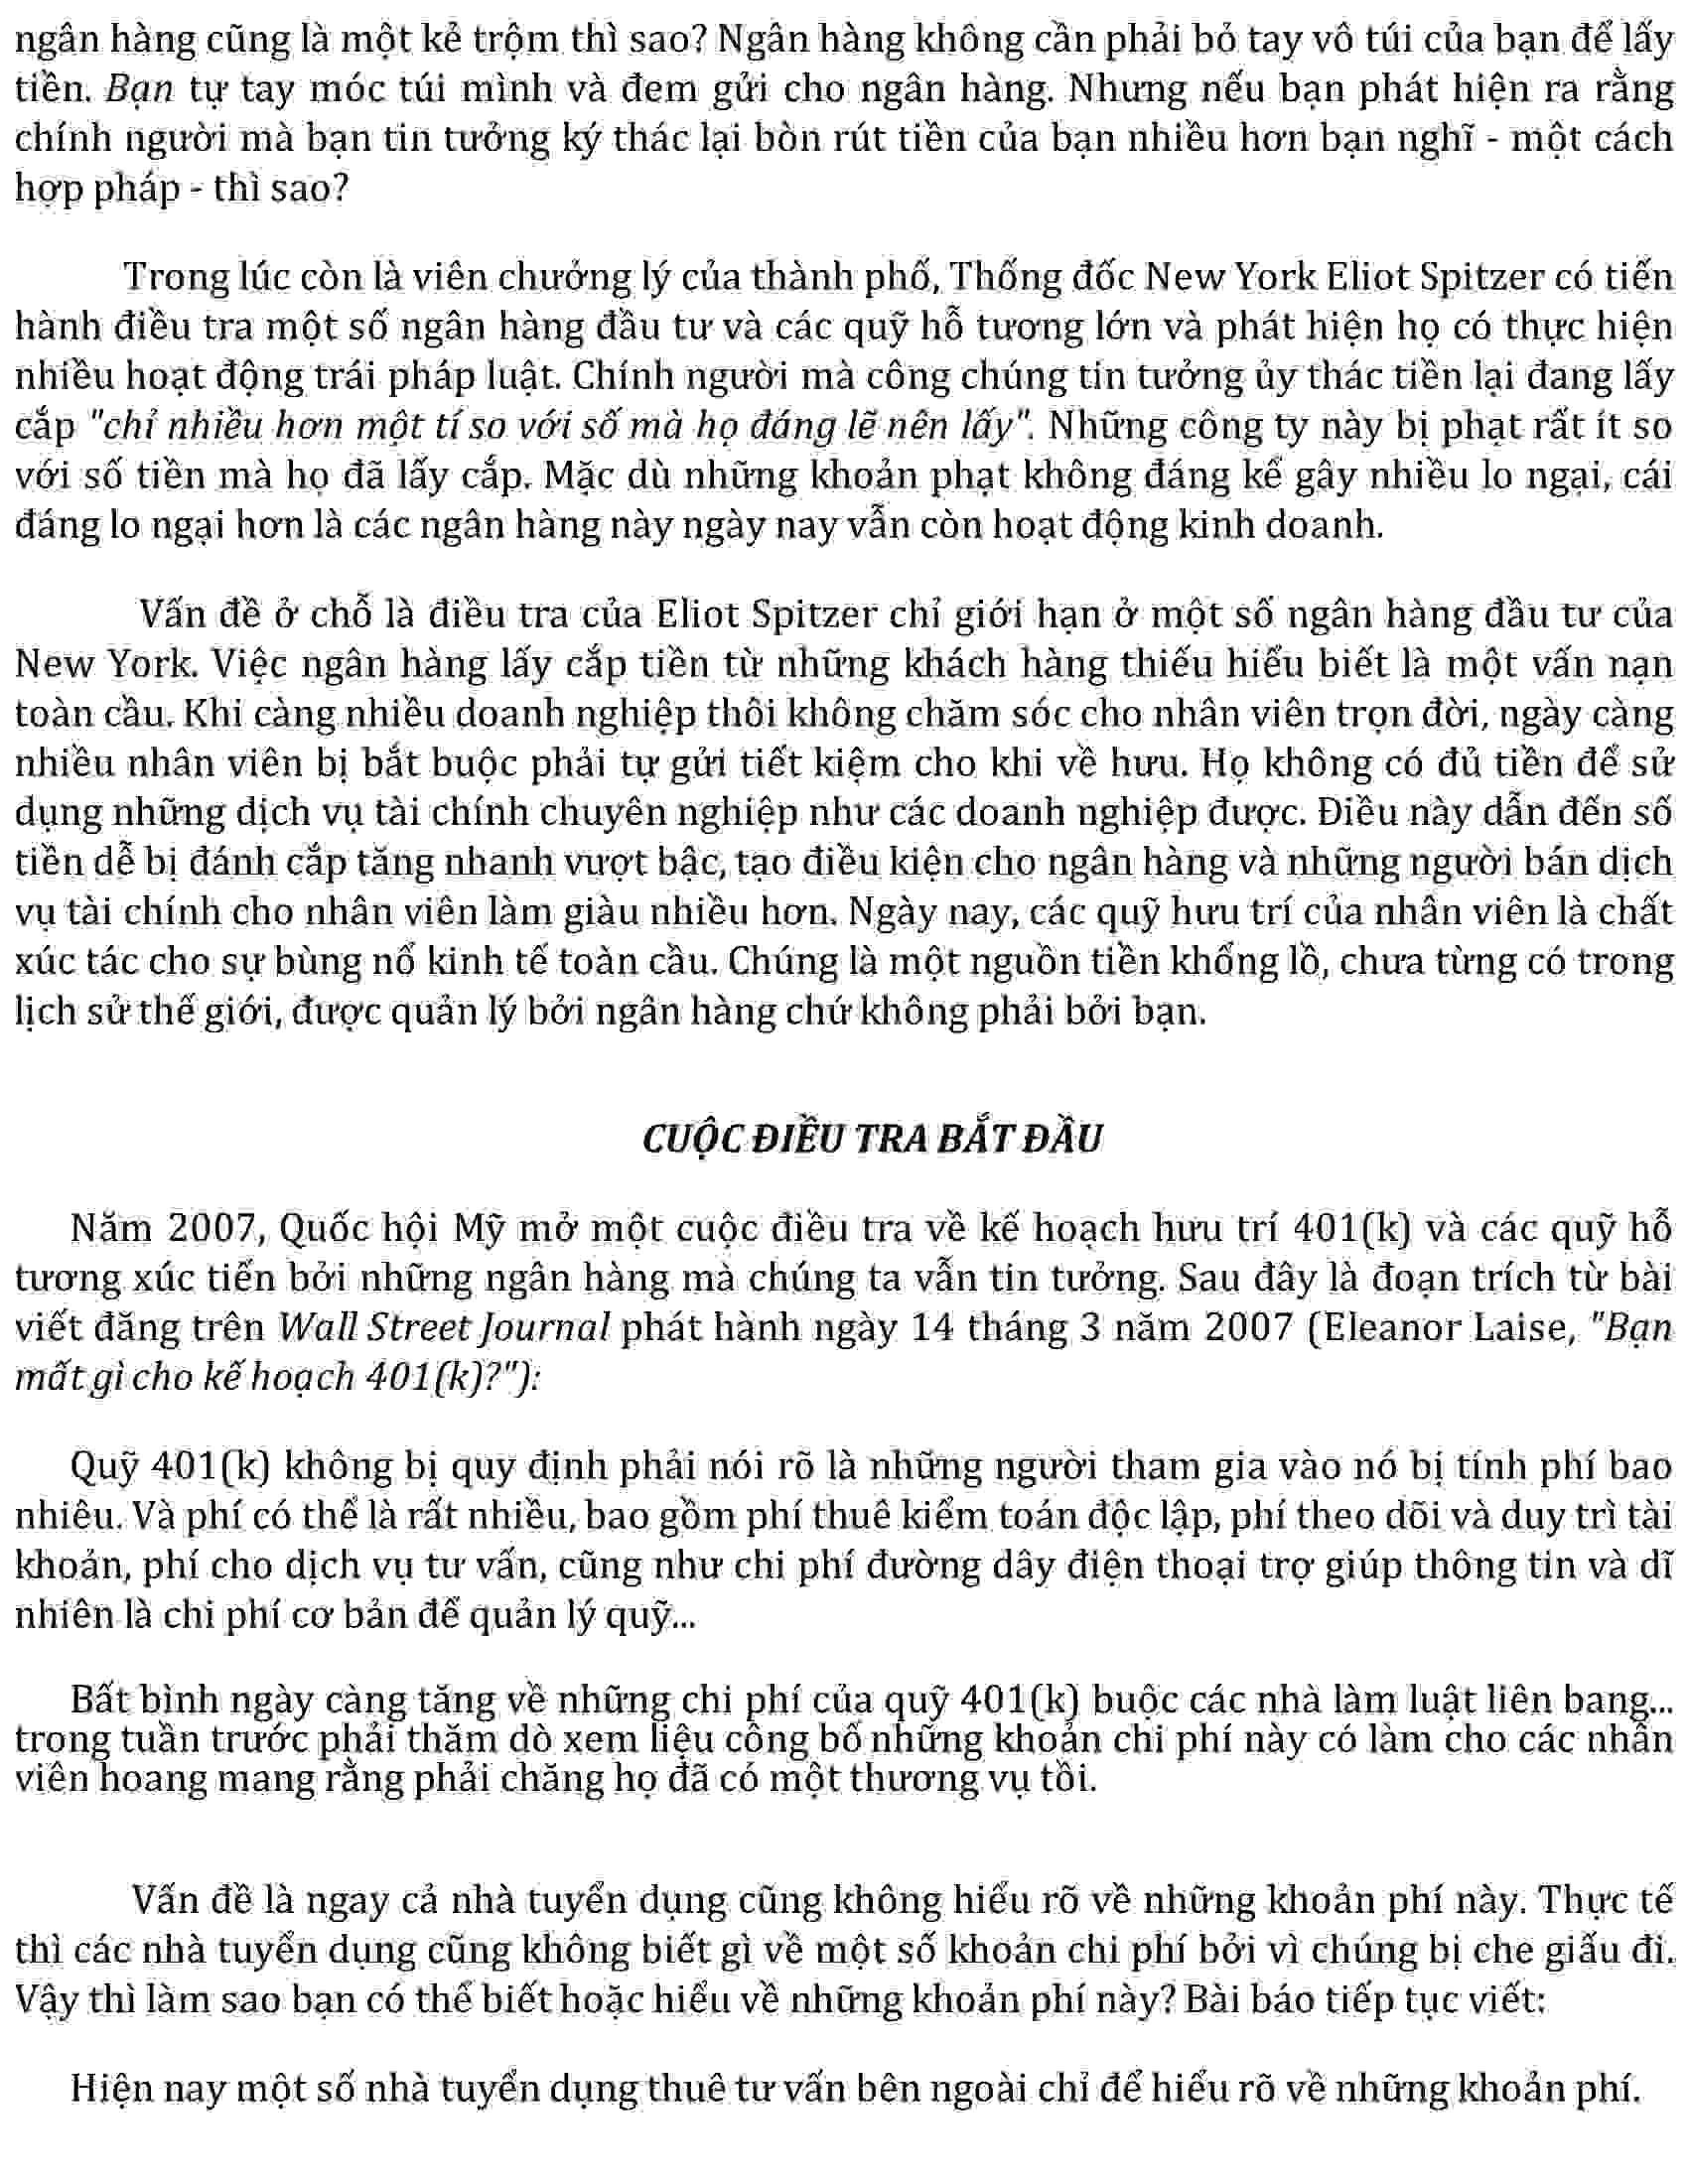 ngân hàng cũng là một kẻ trộm thì sao? Ngân hàng không cần phải bỏ tay vô túi của bạn để lấy
tiền. Bạn tự tay móc túi mình và đem gửi cho ngân hàng. Nhưng nếu bạn phát hiện ra rằng
chính người mà bạn tin tưởng ký thác lại bòn rút tiền của bạn nhiều hơn bạn nghĩ - một cách
hợp pháp - thì sao?
Trong lúc còn là viên chưởng lý của thành phố, Thống đốc New York Eliot Spitzer có tiến
hành điều tra một số ngân hàng đầu tư và các quỹ hỗ tương lớn và phát hiện họ có thực hiện
nhiều hoạt động trái pháp luật. Chính người mà công chúng tin tưởng ủy thác tiền lại đang lấy
cắp "chỉ nhiều hơn một tí so với số mà họ đáng lẽ nên lấy". Những công ty này bị phạt rất ít so
với số tiền mà họ đã lấy cắp. Mặc dù những khoản phạt không đáng kể gây nhiều lo ngại, cái
đáng lo ngại hơn là các ngân hàng này ngày nay vẫn còn hoạt động kinh doanh.
Vấn đề ở chỗ là điều tra của Eliot Spitzer chỉ giới hạn ở một số ngân hàng đầu tư của
New York. Việc ngân hàng lấy cắp tiền từ những khách hàng thiếu hiểu biết là một vấn nạn
toàn cầu. Khi càng nhiều doanh nghiệp thôi không chăm sóc cho nhân viên trọn đời, ngày càng
nhiều nhân viên bị bắt buộc phải tự gửi tiết kiệm cho khi về hưu. Họ không có đủ tiền để sử
dụng những dịch vụ tài chính chuyên nghiệp như các doanh nghiệp được. Điều này dẫn đến số
tiền dễ bị đánh cắp tăng nhanh vượt bậc, tạo điều kiện cho ngân hàng và những người bán dịch
vụ tài chính cho nhân viên làm giàu nhiều hơn. Ngày nay, các quỹ hưu trí của nhân viên là chất
xúc tác cho sự bùng nổ kinh tế toàn cầu. Chúng là một nguồn tiền khổng lồ, chưa từng có trong
lịch sử thế giới, được quản lý bởi ngân hàng chứ không phải bởi bạn.
CUỘC ĐIỀU TRA BẮT ĐẦU
Năm 2007, Quốc hội Mỹ mở một cuộc điều tra về kế hoạch hưu trí 401(k) và các quỹ hỗ
tương xúc tiến bởi những ngân hàng mà chúng ta vẫn tin tưởng. Sau đây là đoạn trích từ bài
viết đăng trên Wall Street Journal phát hành ngày 14 tháng 3 năm 2007 (Eleanor Laise, "Bạn
mất gì cho kế hoạch 401(k)?"):
Quỹ 401(k) không bị quy định phải nói rõ là những người tham gia vào nó bị tính phí bao
nhiêu. Và phí có thể là rất nhiều, bao gồm phí thuê kiểm toán độc lập, phí theo dõi và duy trì tài
khoản, phí cho dịch vụ tư vấn, cũng như chi phí đường dây điện thoại trợ giúp thông tin và dĩ
nhiên là chi phí cơ bản để quản lý quỹ...
Bất bình ngày càng tăng về những chi phí của quỹ 401(k) buộc các nhà làm luật liên bang...
trong tuần trước phải thăm dò xem liệu công bố những khoản chi phí này có làm cho các nhân
viên hoang mang rằng phải chăng họ đã có một thương vụ tồi.
Vấn đề là ngay cả nhà tuyển dụng cũng không hiểu rõ về những khoản phí này. Thực tế
thì các nhà tuyển dụng cũng không biết gì về một số khoản chi phí bởi vì chúng bị che giấu đi.
Vậy thì làm sao bạn có thể biết hoặc hiểu về những khoản phí này? Bài báo tiếp tục viết:
Hiện nay một số nhà tuyển dụng thuê tư vấn bên ngoài chỉ để hiểu rõ về những khoản phí.